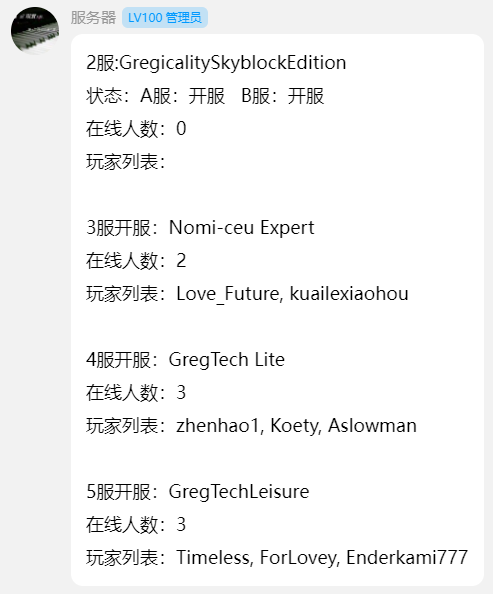 服务器 LV100 管理员
2服:GregicalitySkyblockEdition
状态：A服：开服 B服：开服
在线人数：0
玩家列表：
3服开服：Nomi-ceu Expert
在线人数：2
玩家列表：Love_Future, kuailexiaohou
4服开服：GregTech Lite
在线人数：3
玩家列表：zhenhao1, Koety, Aslowman
5服开服：GregTechLeisure
在线人数：3
玩家列表：Timeless, ForLovey, Enderkami777